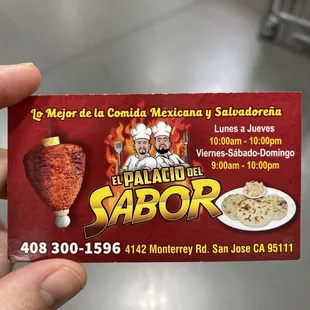 Lo Mejor de la Comida Mexicana y Salvadoreña
Lunes a Jueves
10:00am - 10:00pm
Viernes-Sábado-Domingo
9:00am - 10:00pm
EL PALACIO DEL
SABOR
408 300-1596 4142 Monterrey Rd. San Jose CA 95111